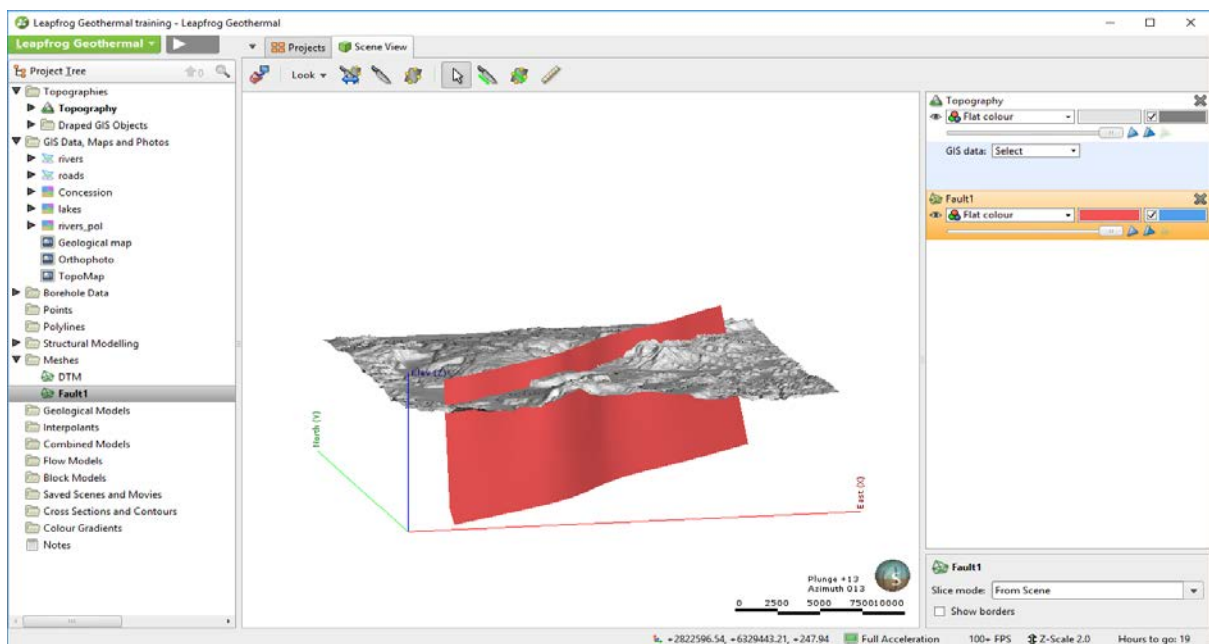 Leapfrog Geothermal training - Leapfrog Geothermal
Leapfrog Geothermal
Projects
Scene View
Project Tree
0
Look
Topographies
Topography
Draped GIS Objects
GIS Data, Maps and Photos
rivers
roads
Concession
lakes
rivers_pol
Geological map
Orthophoto
TopoMap
Borehole Data
Points
Polylines
Structural Modelling
Meshes
DTM
Fault1
Geological Models
Interpolants
Combined Models
Flow Models
Block Models
Saved Scenes and Movies
Cross Sections and Contours
Colour Gradients
Notes
Elev (Z)
North (Y)
East (X)
Plunge +13
Azimuth 013
S
0 2500 5000 750010000
Topography
Flat colour
GIS data: Select
Fault1
Flat colour
Fault1
Slice mode: From Scene
Show borders
+2822596.54, +6329443.21, +247.94 Full Acceleration 100+ FPS Z-Scale 2.0 Hours to go: 19